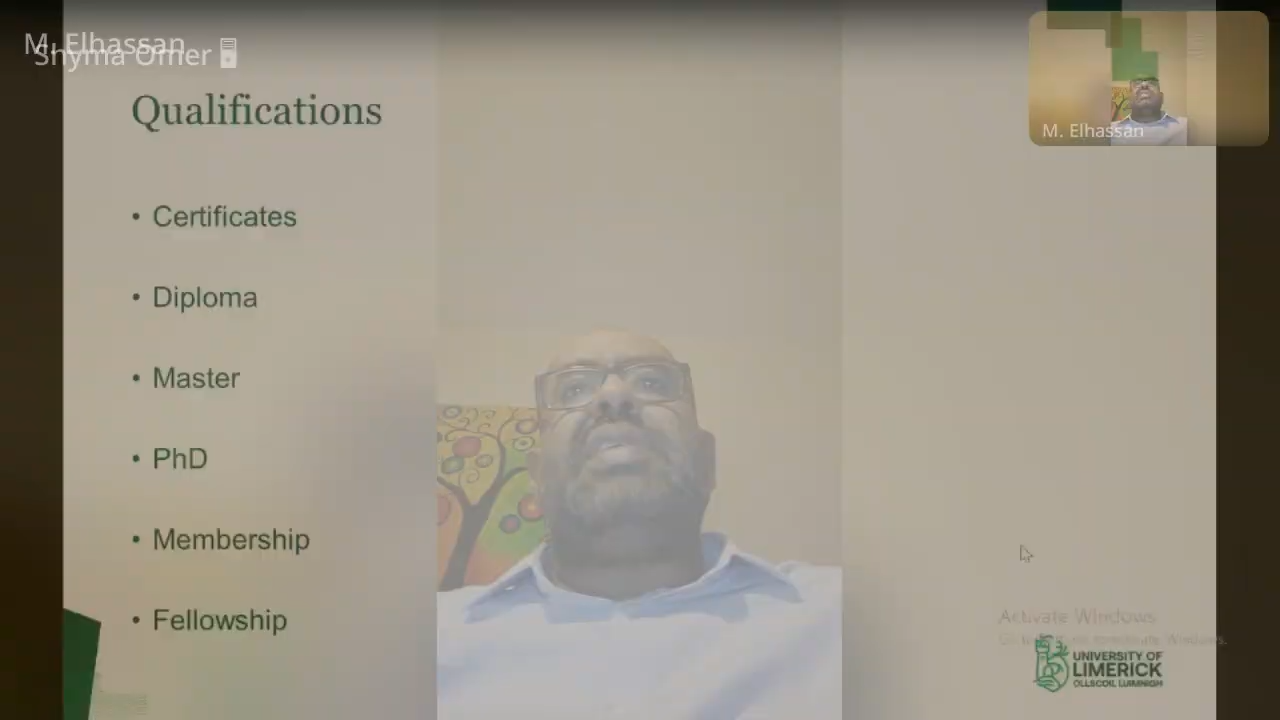 M. Elhassan
Shyma Omer
M. Elhassan
Qualifications
• Certificates
• Diploma
• Master
• PhD
• Membership
• Fellowship
Activate Windows
UNIVERSITY OF
LIMERICK
OLLSCOIL LUIMNIGH